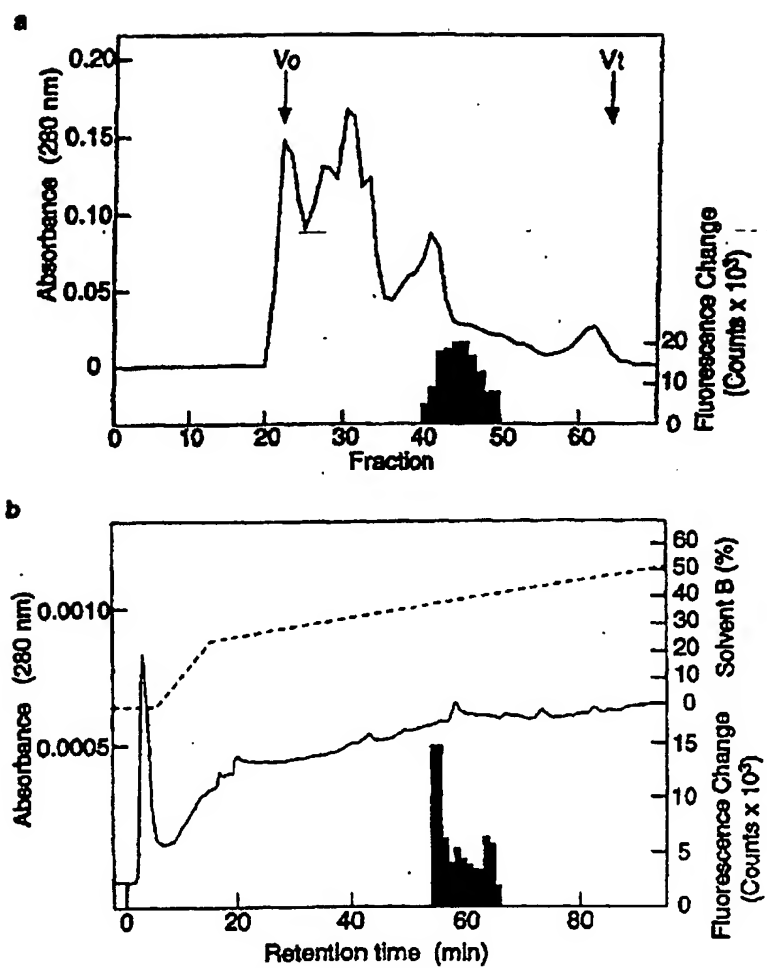 a
Absorbance (280 nm)
0.20
0.15
0.10
0.05
0
Vo
Vt
Fluorescence Change
(Counts x 10³)
20
10
0
0 10 20 30 40 50 60
Fraction
b
Absorbance (280 nm)
0.0010
0.0005
60
50
40
30
20
10
0
Solvent B (%)
15
10
5
0
Fluorescence Change
(Counts x 10³)
0 20 40 60 80
Retention time (min)